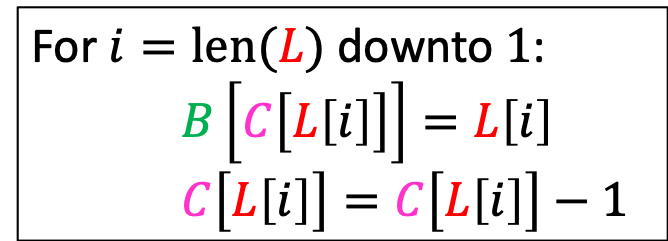 For i = len(L) downto 1:
B[C[L[i]]] = L[i]
C[L[i]] = C[L[i]] − 1